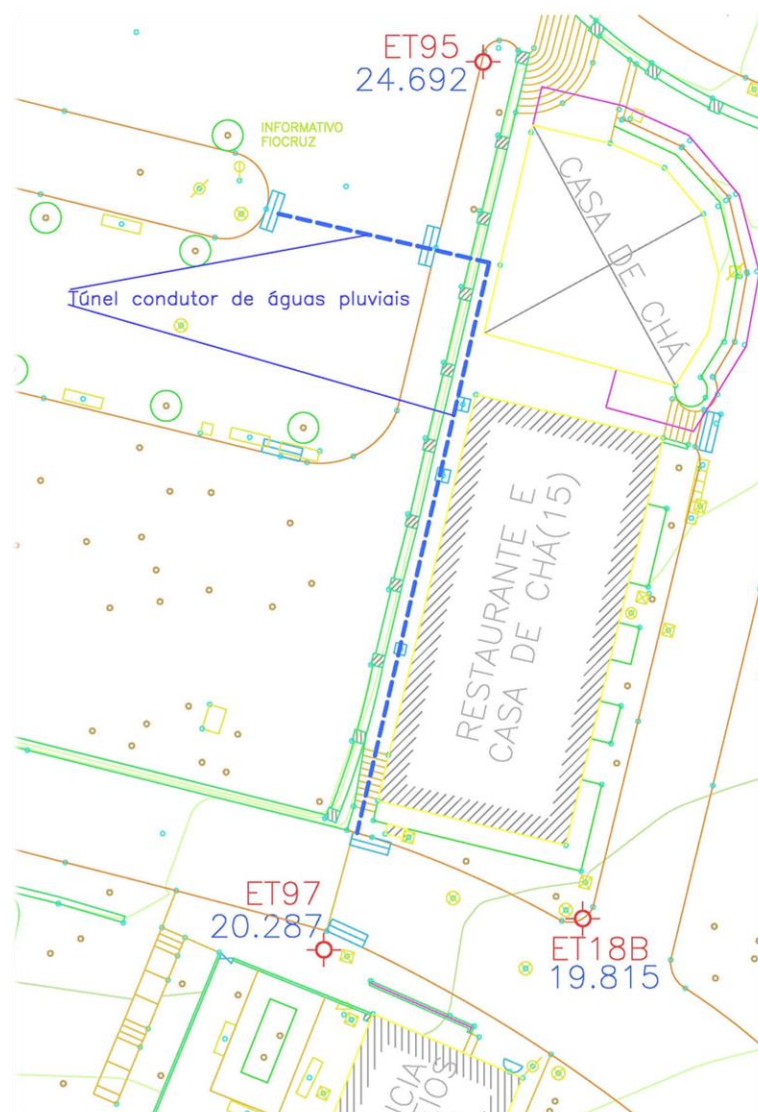 ET95
24.692
INFORMATIVO
FIOCRUZ
CASA DE CHÁ
Túnel condutor de águas pluviais
RESTAURANTE E
CASA DE CHÁ(15)
ET97
20.287
ET18B
19.815